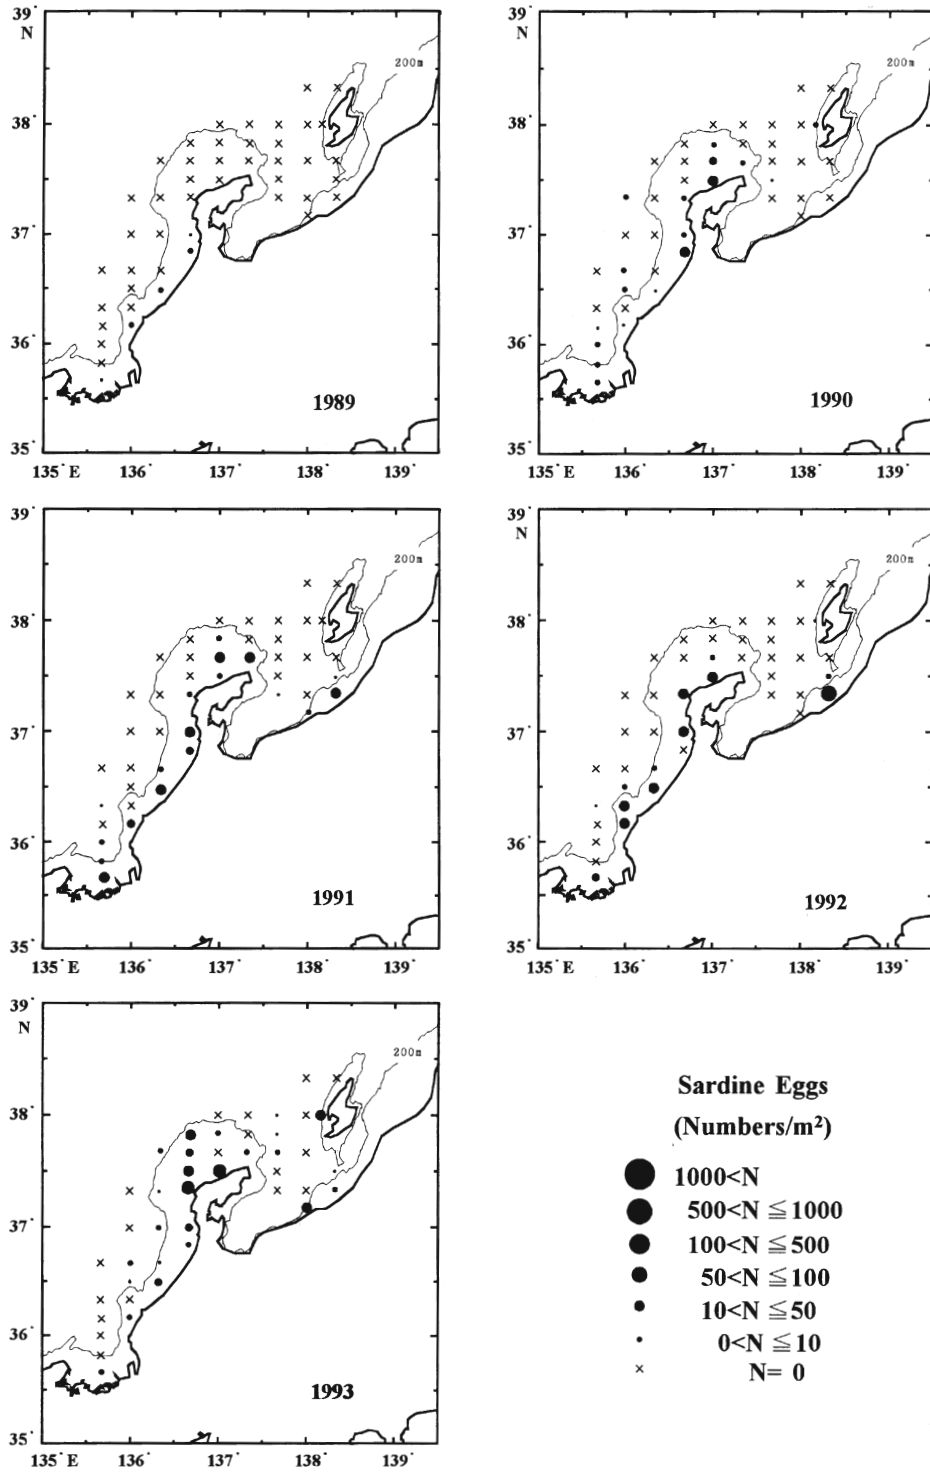 39°
N
38°
37°
36°
35°
135° E 136° 137° 138° 139°
200m
1989
39°
N
38°
37°
36°
35°
135° E 136° 137° 138° 139°
200m
1990
39°
38°
37°
36°
35°
135° E 136° 137° 138° 139°
200m
1991
39°
N
38°
37°
36°
35°
135° E 136° 137° 138° 139°
200m
1992
39°
N
38°
37°
36°
35°
135° E 136° 137° 138° 139°
200m
1993
Sardine Eggs
(Numbers/m²)
1000<N
500<N ≦1000
100<N ≦500
50<N ≦100
10<N ≦50
0<N ≦10
× N= 0